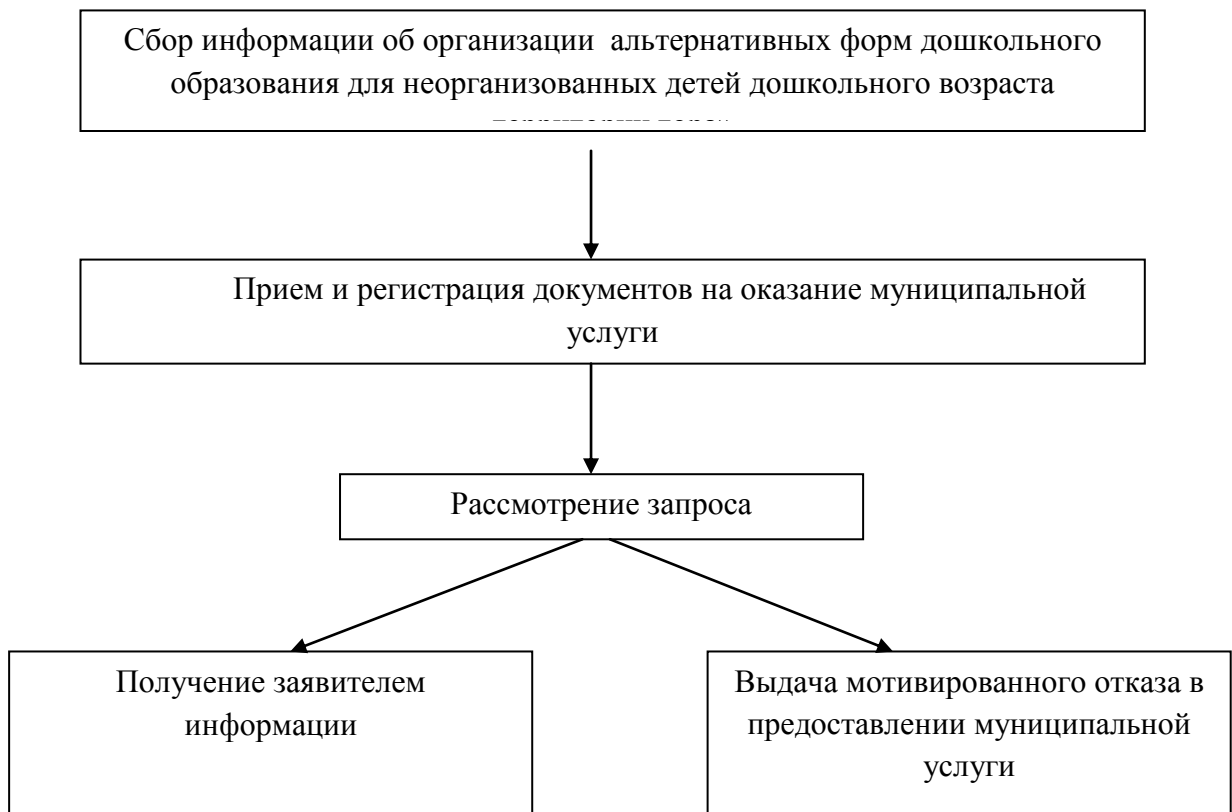 Сбор информации об организации альтернативных форм дошкольного
образования для неорганизованных детей дошкольного возраста
Прием и регистрация документов на оказание муниципальной
услуги
Рассмотрение запроса
Получение заявителем
информации
Выдача мотивированного отказа в
предоставлении муниципальной
услуги